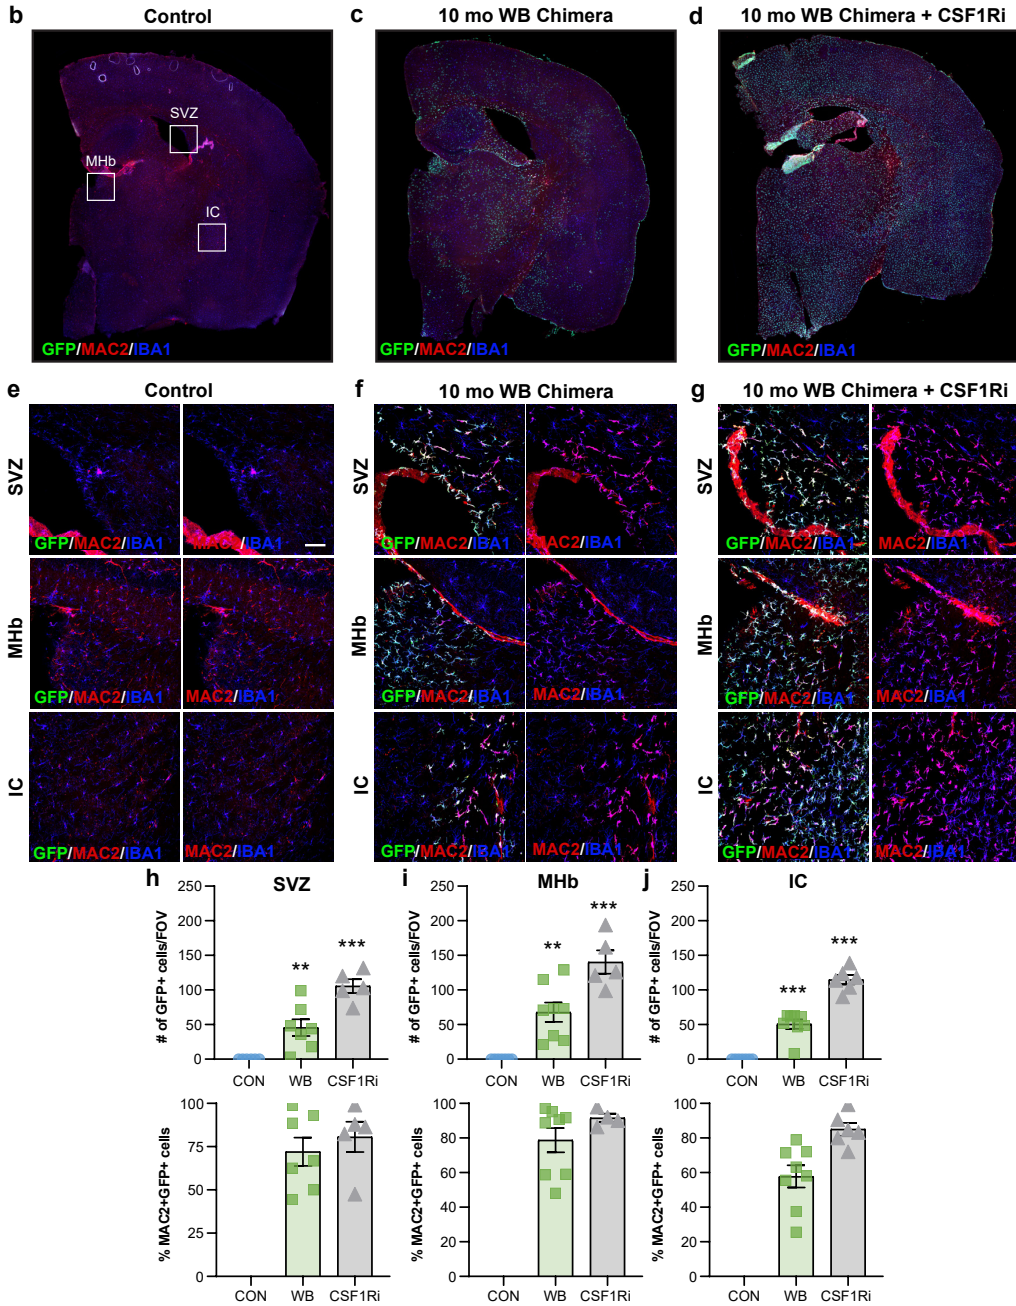 b Control
c 10 mo WB Chimera
d 10 mo WB Chimera + CSF1Ri
SVZ
MHb
IC
GFP/MAC2/IBA1
GFP/MAC2/IBA1
GFP/MAC2/IBA1
e Control
f 10 mo WB Chimera
g 10 mo WB Chimera + CSF1Ri
SVZ
GFP/MAC2/IBA1
MAC2/IBA1
GFP/MAC2/IBA1
MAC2/IBA1
GFP/MAC2/IBA1
MAC2/IBA1
MHb
GFP/MAC2/IBA1
MAC2/IBA1
GFP/MAC2/IBA1
MAC2/IBA1
GFP/MAC2/IBA1
MAC2/IBA1
IC
GFP/MAC2/IBA1
MAC2/IBA1
GFP/MAC2/IBA1
MAC2/IBA1
GFP/MAC2/IBA1
MAC2/IBA1
h SVZ
# of GFP+ cells/FOV
250
200
150
100
50
0
**
***
CON WB CSF1Ri
% MAC2+GFP+ cells
100
75
50
25
0
CON WB CSF1Ri
i MHb
# of GFP+ cells/FOV
250
200
150
100
50
0
**
***
CON WB CSF1Ri
% MAC2+GFP+ cells
100
80
60
40
20
0
CON WB CSF1Ri
j IC
# of GFP+ cells/FOV
250
200
150
100
50
0
***
***
CON WB CSF1Ri
% MAC2+GFP+ cells
100
80
60
40
20
0
CON WB CSF1Ri